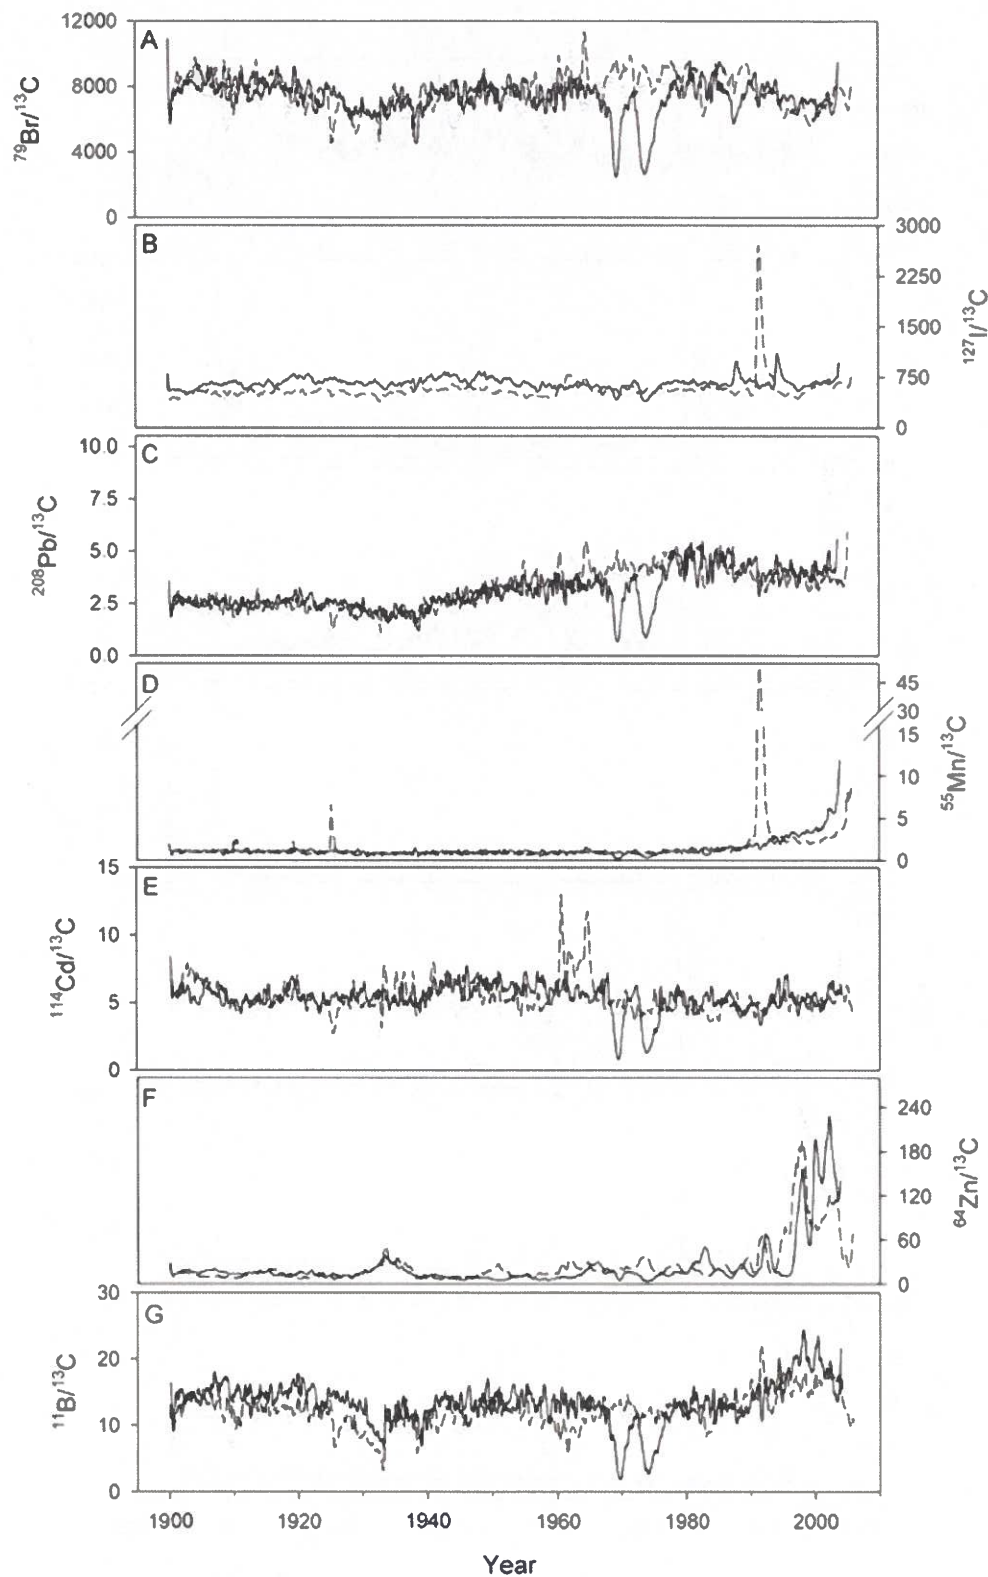 A
12000
8000
4000
0
⁷⁹Br/¹³C
B
3000
2250
1500
750
0
¹²⁷I/¹³C
C
10.0
7.5
5.0
2.5
0.0
²⁰⁸Pb/¹³C
D
45
30
15
10
5
0
⁵⁵Mn/¹³C
E
15
10
5
0
¹¹⁴Cd/¹³C
F
240
180
120
60
0
⁶⁴Zn/¹³C
G
30
20
10
0
¹¹B/¹³C
1900 1920 1940 1960 1980 2000
Year